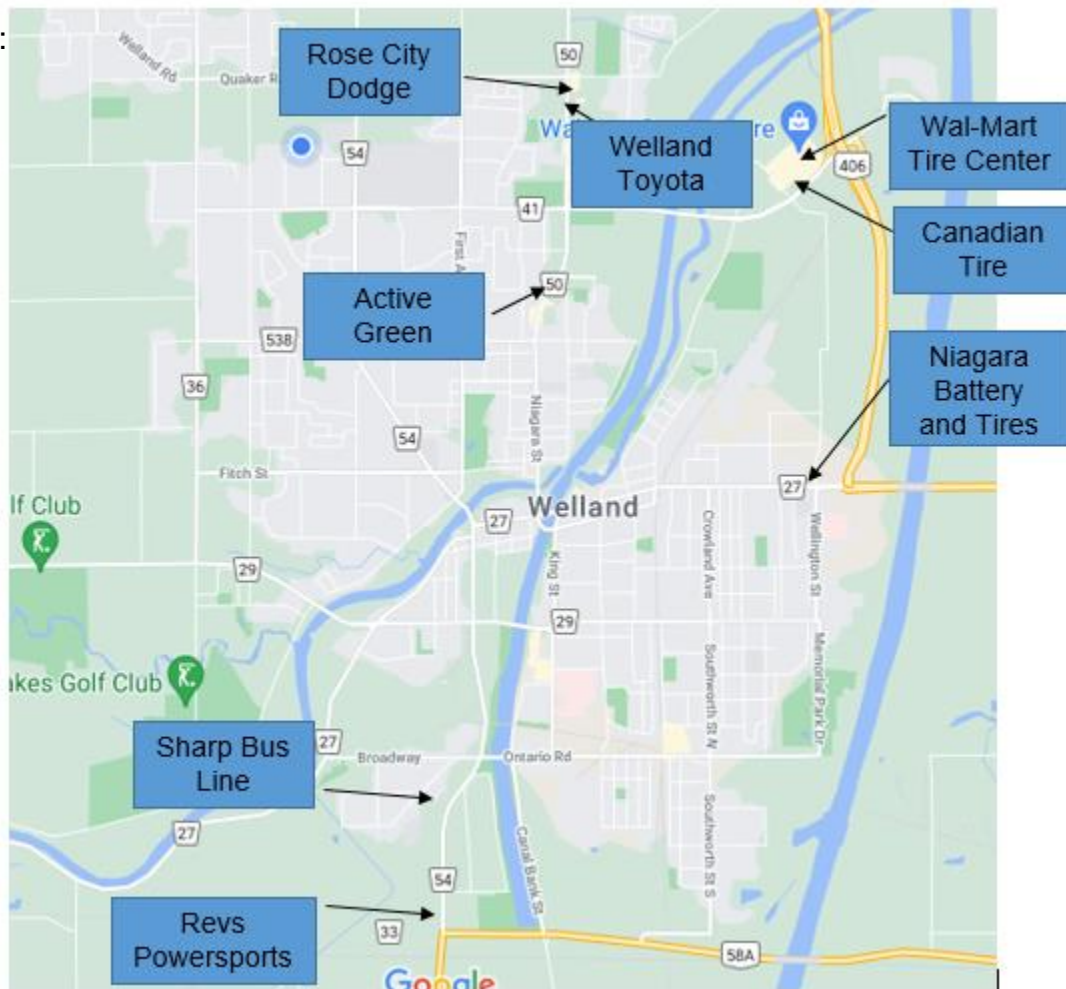 :
Welland Rd
Quaker R
Rose City
Dodge
50
Wa
re
Welland
Toyota
Wal-Mart
Tire Center
54
406
41
First A
Canadian
Tire
50
Active
Green
538
36
Niagara
Battery
and Tires
Niagara St
54
Fitch St
27
Welland
lf Club
27
Crowland Ave
Wellington St
King St
29
29
Southworth St N
Memorial Park Dr
akes Golf Club
Sharp Bus
Line
27
Broadway
Ontario Rd
27
Canal Bank St
Southworth St S
54
Revs
Powersports
33
58A
Google